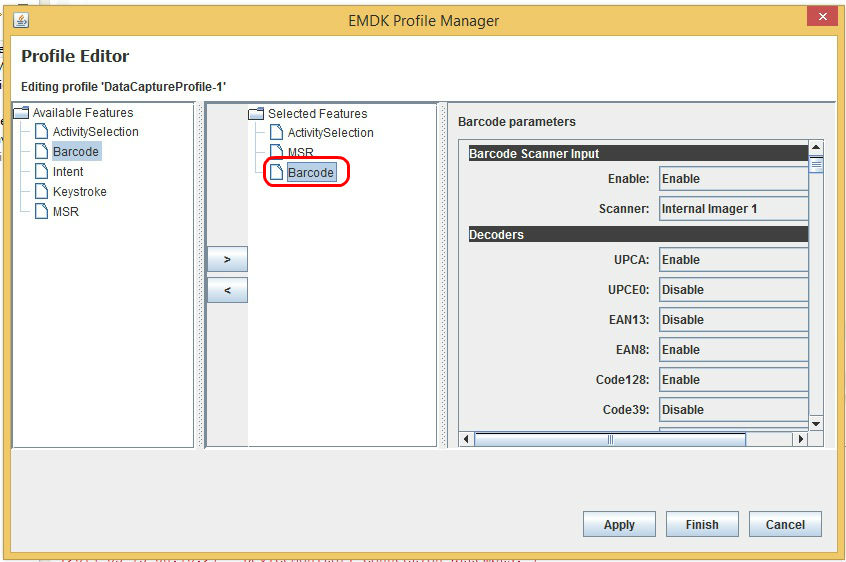 EMDK Profile Manager
Profile Editor
Editing profile 'DataCaptureProfile-1'
Available Features
ActivitySelection
Barcode
Intent
Keystroke
MSR
>
<
Selected Features
ActivitySelection
MSR
Barcode
Barcode parameters
Barcode Scanner Input
Enable: Enable
Scanner: Internal Imager 1
Decoders
UPCA: Enable
UPCE0: Disable
EAN13: Disable
EAN8: Enable
Code128: Enable
Code39: Disable
Apply Finish Cancel